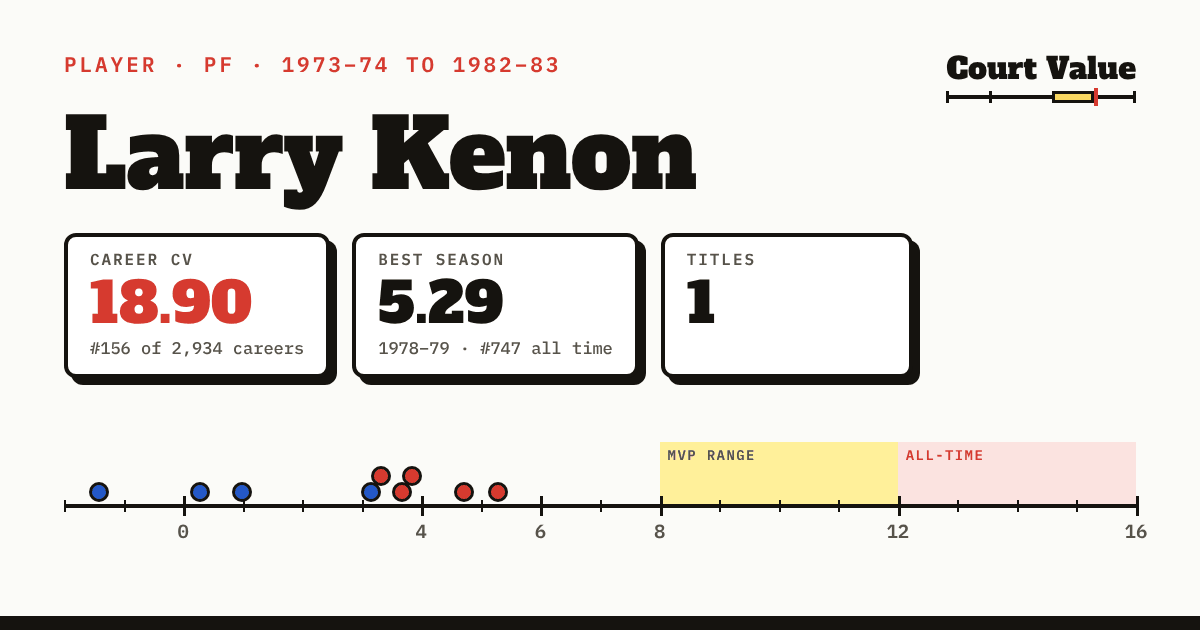 PLAYER · PF · 1973–74 TO 1982–83
Court Value
Larry Kenon
CAREER CV
18.90
#156 of 2,934 careers
BEST SEASON
5.29
1978–79 · #747 all time
TITLES
1
MVP RANGE
ALL-TIME
0 4 6 8 12 16